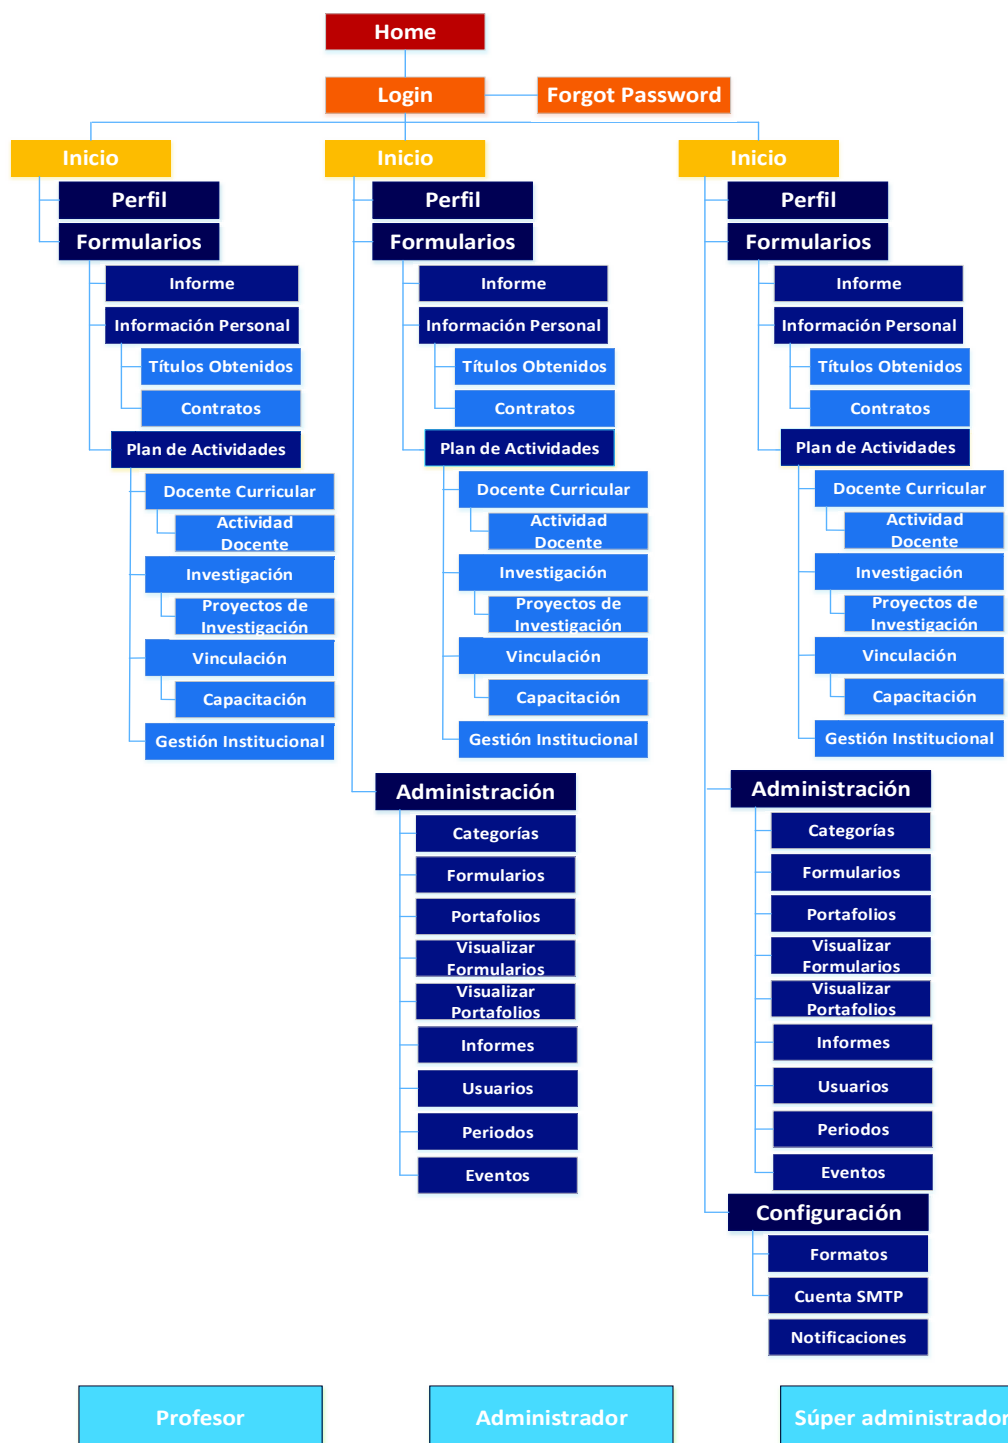 Home
Login
Forgot Password
Inicio
Perfil
Formularios
Informe
Información Personal
Títulos Obtenidos
Contratos
Plan de Actividades
Docente Curricular
Actividad
Docente
Investigación
Proyectos de
Investigación
Vinculación
Capacitación
Gestión Institucional
Inicio
Perfil
Formularios
Informe
Información Personal
Títulos Obtenidos
Contratos
Plan de Actividades
Docente Curricular
Actividad
Docente
Investigación
Proyectos de
Investigación
Vinculación
Capacitación
Gestión Institucional
Administración
Categorías
Formularios
Portafolios
Visualizar
Formularios
Visualizar
Portafolios
Informes
Usuarios
Periodos
Eventos
Inicio
Perfil
Formularios
Informe
Información Personal
Títulos Obtenidos
Contratos
Plan de Actividades
Docente Curricular
Actividad
Docente
Investigación
Proyectos de
Investigación
Vinculación
Capacitación
Gestión Institucional
Administración
Categorías
Formularios
Portafolios
Visualizar
Formularios
Visualizar
Portafolios
Informes
Usuarios
Periodos
Eventos
Configuración
Formatos
Cuenta SMTP
Notificaciones
Profesor
Administrador
Súper administrador